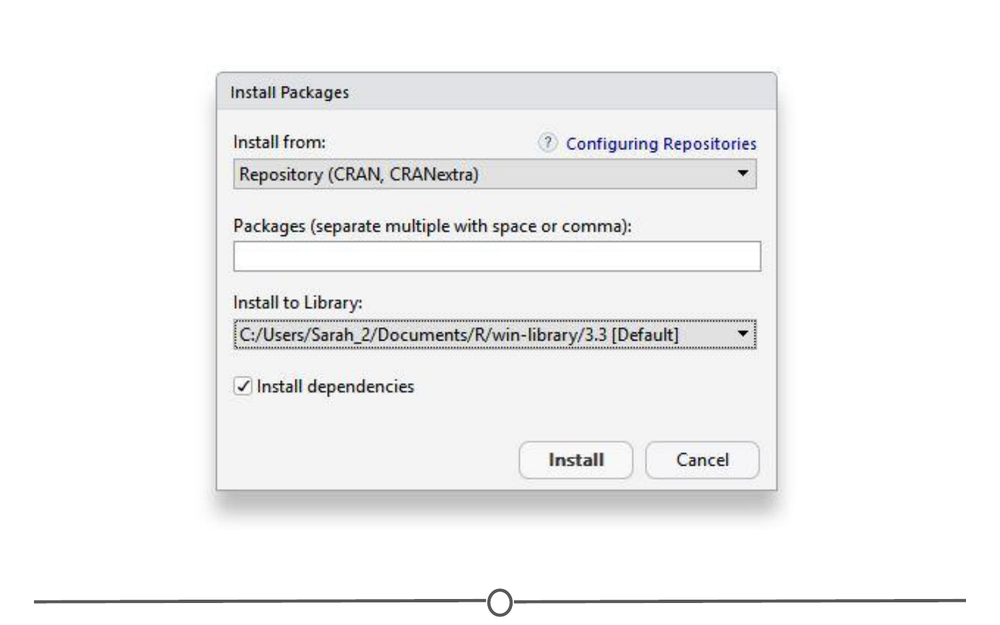 Install Packages
Install from:
? Configuring Repositories
Repository (CRAN, CRANextra)
Packages (separate multiple with space or comma):
Install to Library:
C:/Users/Sarah_2/Documents/R/win-library/3.3 [Default]
Install dependencies
Install
Cancel